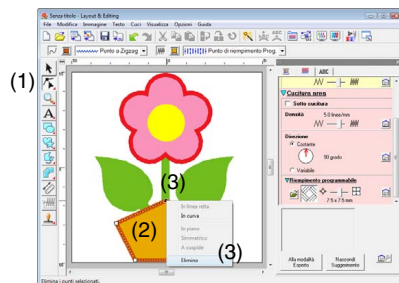 Senza titolo - Layout & Editing
File Modifica Immagine Testo Cuci Visualizza Opzioni Guida
Punto a Zigzag
Punto di riempimento Prog.
(1)
ABC
Cucitura area
Sotto cucitura
Densità 5.0 linee/mm
Direzione
Costante
90 grado
Variabile
Riempimento programmabile
7.5 x 7.5 mm
Alla modalità Esperto
Nascondi Suggerimento
(3)
In linea retta
In curva
(2)
In piano
Simmetrico
A cuspide
(3)
Elimina
Elimina i punti selezionati.